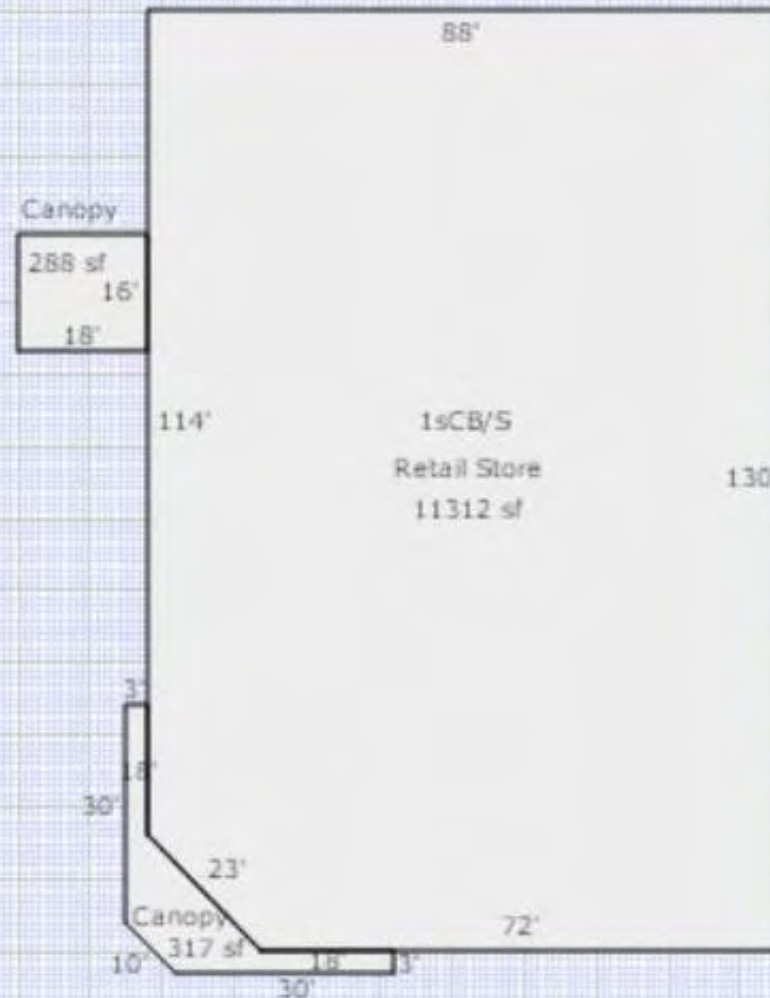 88'
Canopy
288 sf
16'
18'
114'
1sCB/S
Retail Store
11312 sf
130
3'
18'
30'
23'
Canopy
317 sf
72'
10'
18'
3'
30'